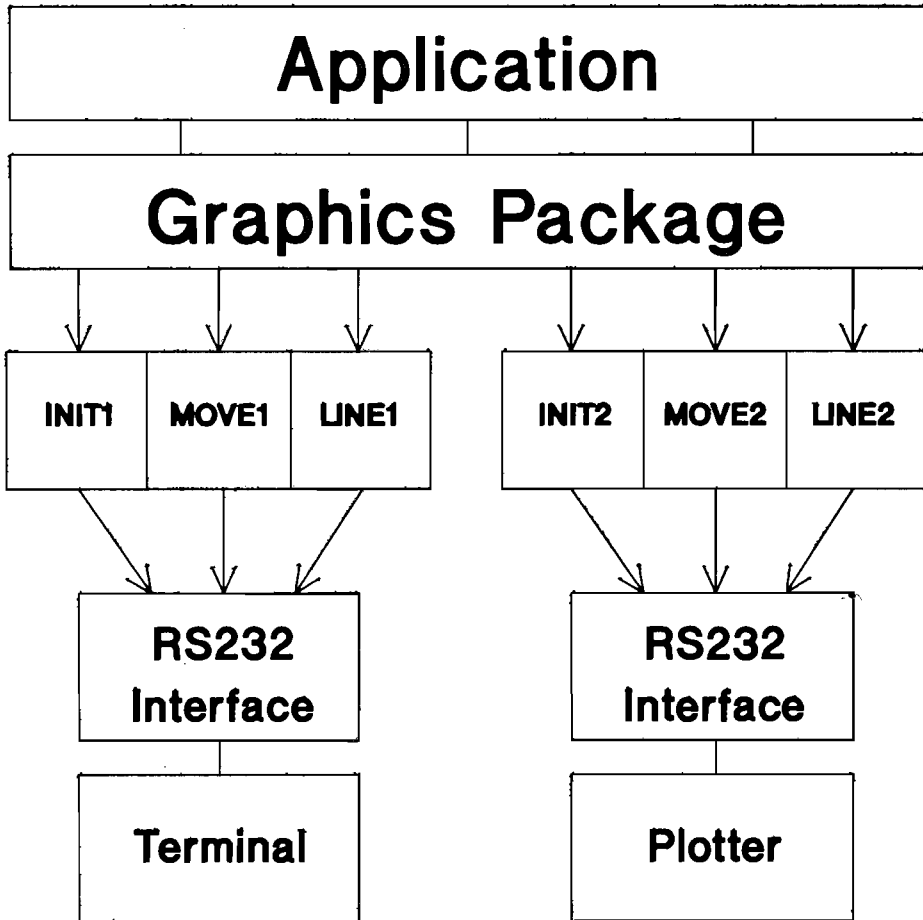 Application
Graphics Package
INIT1 MOVE1 LINE1 INIT2 MOVE2 LINE2
RS232 RS232
Interface Interface
Terminal Plotter